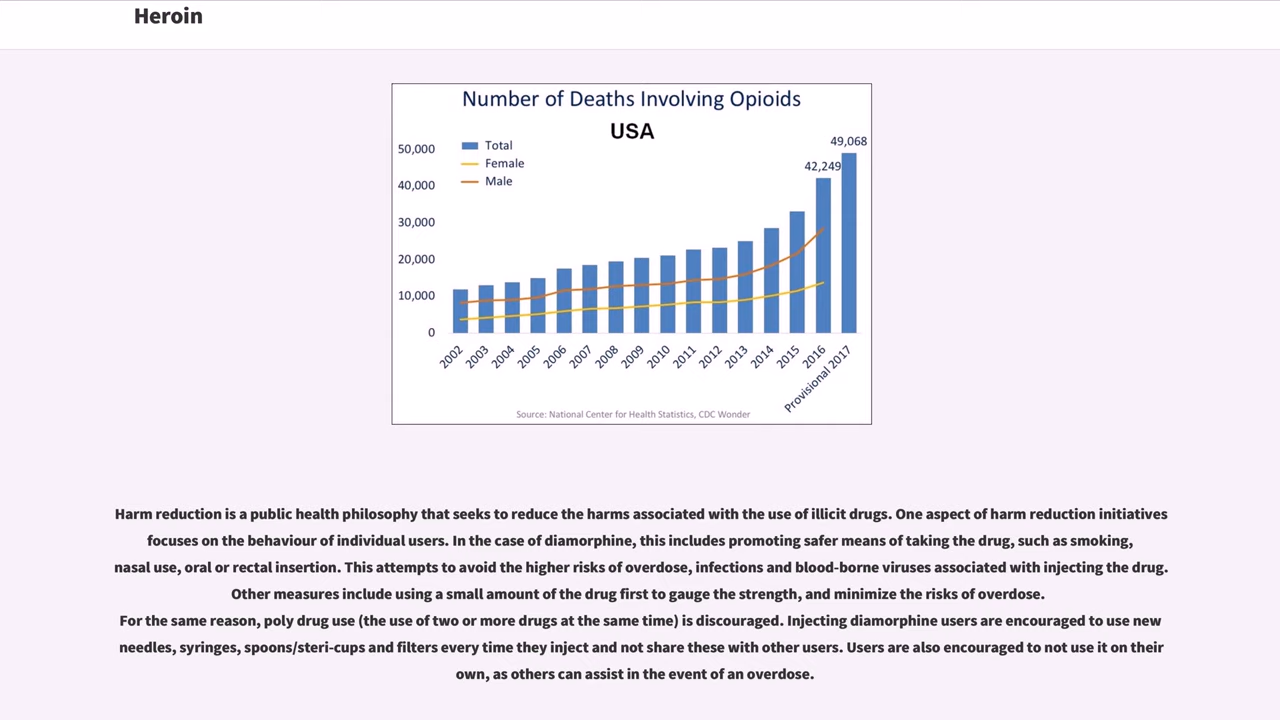 Heroin
Number of Deaths Involving Opioids
USA
49,068
42,249
50,000
40,000
30,000
20,000
10,000
0
Total
Female
Male
2002
2003
2004
2005
2006
2007
2008
2009
2010
2011
2012
2013
2014
2015
2016
Provisional 2017
Source: National Center for Health Statistics, CDC Wonder
Harm reduction is a public health philosophy that seeks to reduce the harms associated with the use of illicit drugs. One aspect of harm reduction initiatives
focuses on the behaviour of individual users. In the case of diamorphine, this includes promoting safer means of taking the drug, such as smoking,
nasal use, oral or rectal insertion. This attempts to avoid the higher risks of overdose, infections and blood-borne viruses associated with injecting the drug.
Other measures include using a small amount of the drug first to gauge the strength, and minimize the risks of overdose.
For the same reason, poly drug use (the use of two or more drugs at the same time) is discouraged. Injecting diamorphine users are encouraged to use new
needles, syringes, spoons/steri-cups and filters every time they inject and not share these with other users. Users are also encouraged to not use it on their
own, as others can assist in the event of an overdose.